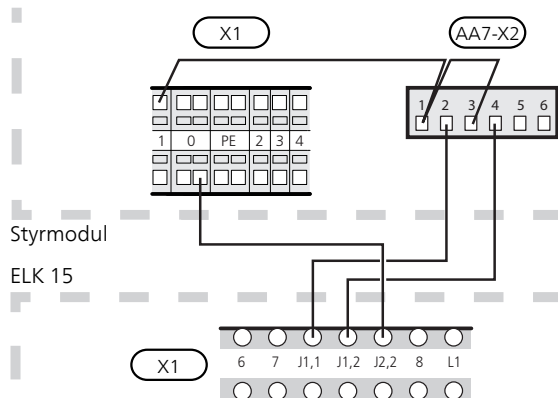 X1
AA7-X2
1 2 3 4 5 6
1 0 PE 2 3 4
Styrmodul
ELK 15
X1
6 7 J1,1 J1,2 J2,2 8 L1